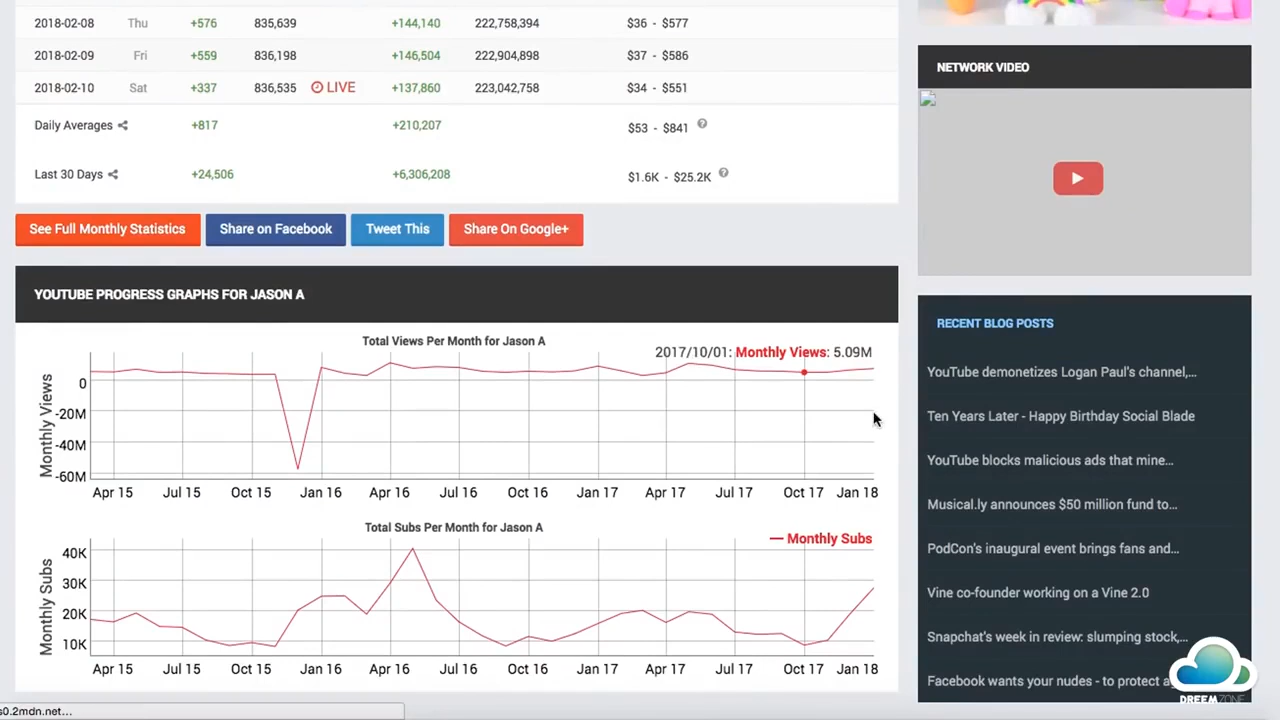 2018-02-08 Thu +576 835,639 +144,140 222,758,394 $36 - $577
2018-02-09 Fri +559 836,198 +146,504 222,904,898 $37 - $586
2018-02-10 Sat +337 836,535 LIVE +137,860 223,042,758 $34 - $551
Daily Averages +817 +210,207 $53 - $841 ?
Last 30 Days +24,506 +6,306,208 $1.6K - $25.2K ?
See Full Monthly Statistics Share on Facebook Tweet This Share On Google+
YOUTUBE PROGRESS GRAPHS FOR JASON A
Total Views Per Month for Jason A
2017/10/01: Monthly Views: 5.09M
Monthly Views
0
-20M
-40M
-60M
Apr 15 Jul 15 Oct 15 Jan 16 Apr 16 Jul 16 Oct 16 Jan 17 Apr 17 Jul 17 Oct 17 Jan 18
Total Subs Per Month for Jason A
Monthly Subs
Monthly Subs
40K
30K
20K
10K
Apr 15 Jul 15 Oct 15 Jan 16 Apr 16 Jul 16 Oct 16 Jan 17 Apr 17 Jul 17 Oct 17 Jan 18
s0.2mdn.net...
NETWORK VIDEO
RECENT BLOG POSTS
YouTube demonetizes Logan Paul's channel,...
Ten Years Later - Happy Birthday Social Blade
YouTube blocks malicious ads that mine...
Musical.ly announces $50 million fund to...
PodCon's inaugural event brings fans and...
Vine co-founder working on a Vine 2.0
Snapchat's week in review: slumping stock,...
Facebook wants your nudes - to protect
DREEMZONE